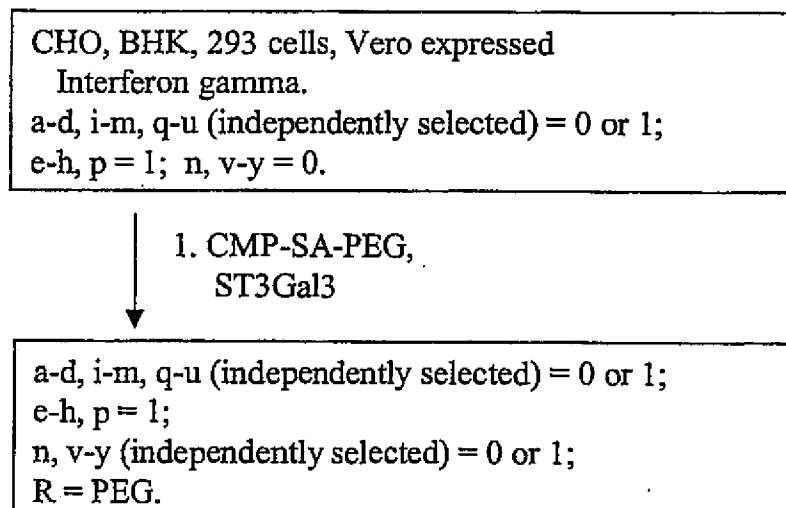 CHO, BHK, 293 cells, Vero expressed
Interferon gamma.
a-d, i-m, q-u (independently selected) = 0 or 1;
e-h, p = 1; n, v-y = 0.
1. CMP-SA-PEG,
ST3Gal3
a-d, i-m, q-u (independently selected) = 0 or 1;
e-h, p = 1;
n, v-y (independently selected) = 0 or 1;
R = PEG.